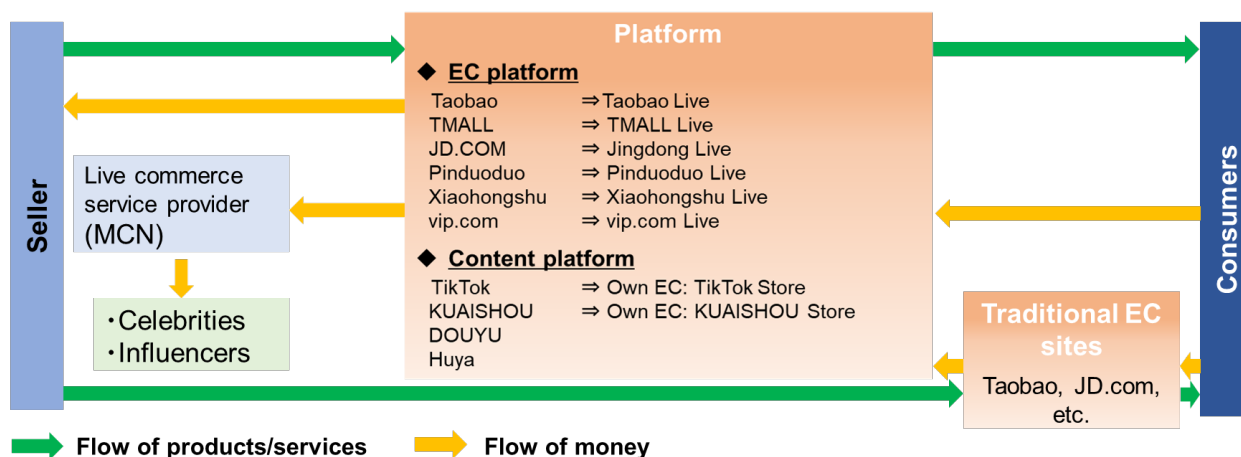 Seller
Platform
◆ EC platform
Taobao ⇒ Taobao Live
TMALL ⇒ TMALL Live
JD.COM ⇒ Jingdong Live
Pinduoduo ⇒ Pinduoduo Live
Xiaohongshu ⇒ Xiaohongshu Live
vip.com ⇒ vip.com Live
◆ Content platform
TikTok ⇒ Own EC: TikTok Store
KUAISHOU ⇒ Own EC: KUAISHOU Store
DOUYU
Huya
Live commerce
service provider
(MCN)
・Celebrities
・Influencers
Traditional EC
sites
Taobao, JD.com,
etc.
Consumers
Flow of products/services
Flow of money